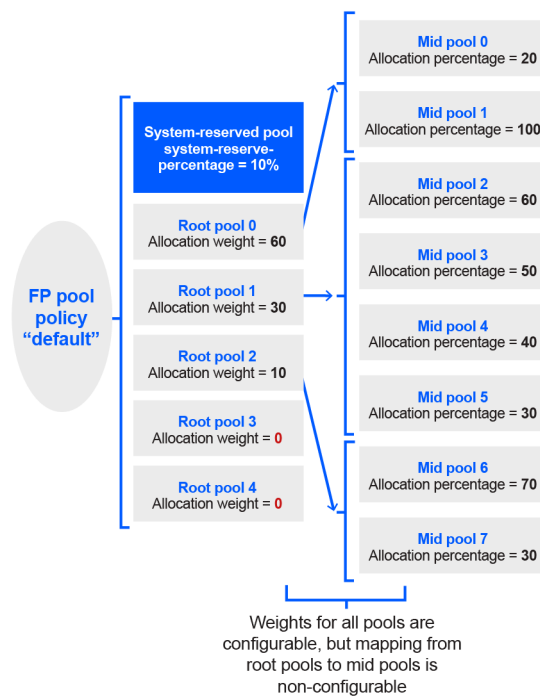 FP pool
policy
“default”
System-reserved pool
system-reserve-
percentage = 10%
Root pool 0
Allocation weight = 60
Root pool 1
Allocation weight = 30
Root pool 2
Allocation weight = 10
Root pool 3
Allocation weight = 0
Root pool 4
Allocation weight = 0
Mid pool 0
Allocation percentage = 20
Mid pool 1
Allocation percentage = 100
Mid pool 2
Allocation percentage = 60
Mid pool 3
Allocation percentage = 50
Mid pool 4
Allocation percentage = 40
Mid pool 5
Allocation percentage = 30
Mid pool 6
Allocation percentage = 70
Mid pool 7
Allocation percentage = 30
Weights for all pools are
configurable, but mapping from
root pools to mid pools is
non-configurable